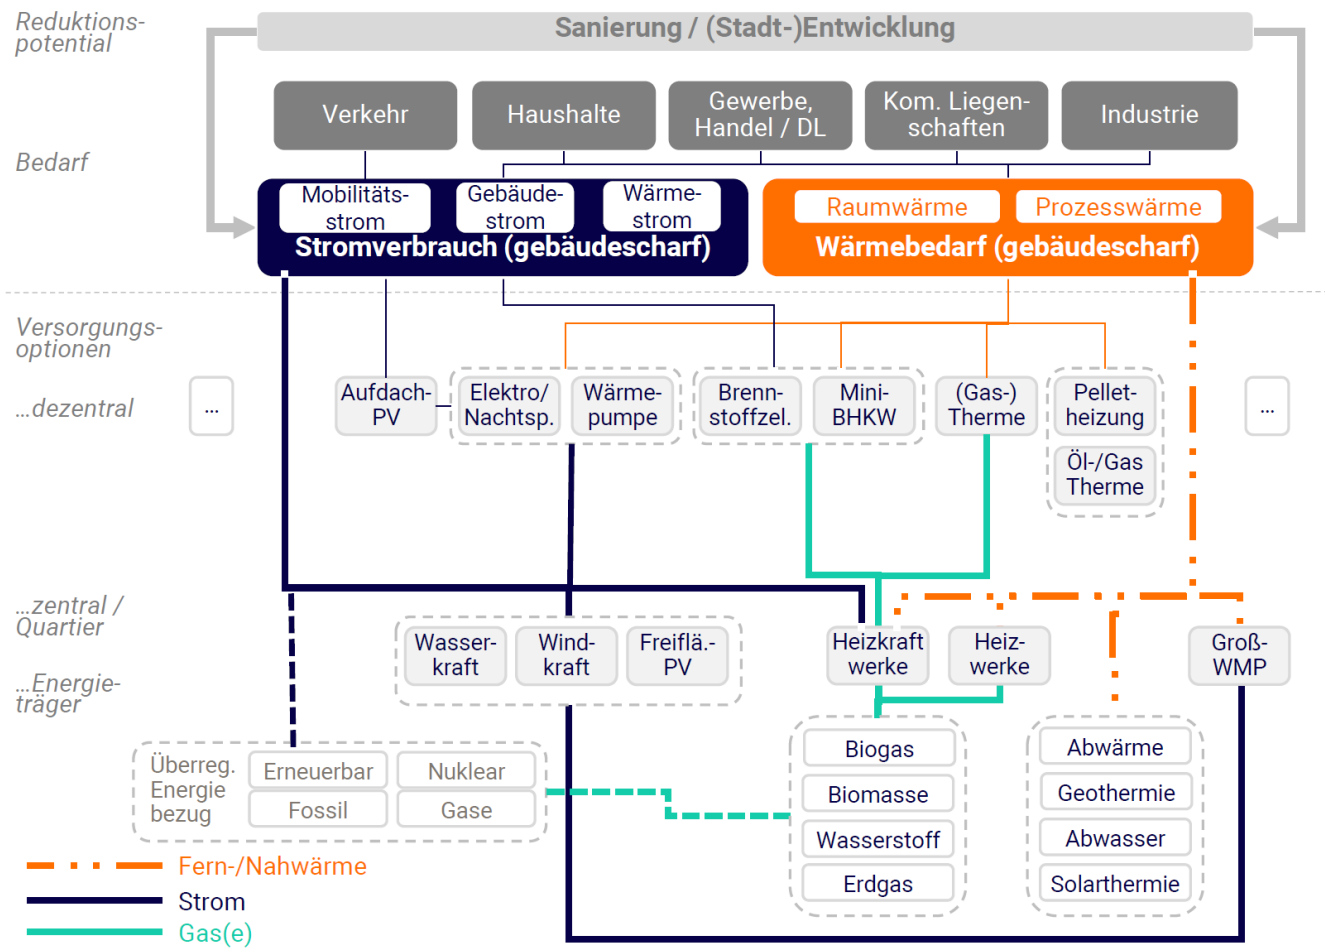 Reduktions-
potential
Sanierung / (Stadt-)Entwicklung
Verkehr
Haushalte
Gewerbe,
Handel / DL
Kom. Liegen-
schaften
Industrie
Bedarf
Mobilitäts-
strom
Gebäude-
strom
Wärme-
strom
Stromverbrauch (gebäudescharf)
Raumwärme
Prozesswärme
Wärmebedarf (gebäudescharf)
Versorgungs-
optionen
...dezentral
...
Aufdach-
PV
Elektro/
Nachtsp.
Wärme-
pumpe
Brenn-
stoffzel.
Mini-
BHKW
(Gas-)
Therme
Pellet-
heizung
Öl-/Gas
Therme
...
...zentral /
Quartier
Wasser-
kraft
Wind-
kraft
Freiflä.-
PV
Heizkraft
werke
Heiz-
werke
Groß-
WMP
...Energie-
träger
Überreg.
Energie
bezug
Erneuerbar
Nuklear
Fossil
Gase
Biogas
Biomasse
Wasserstoff
Erdgas
Abwärme
Geothermie
Abwasser
Solarthermie
Fern-/Nahwärme
Strom
Gas(e)